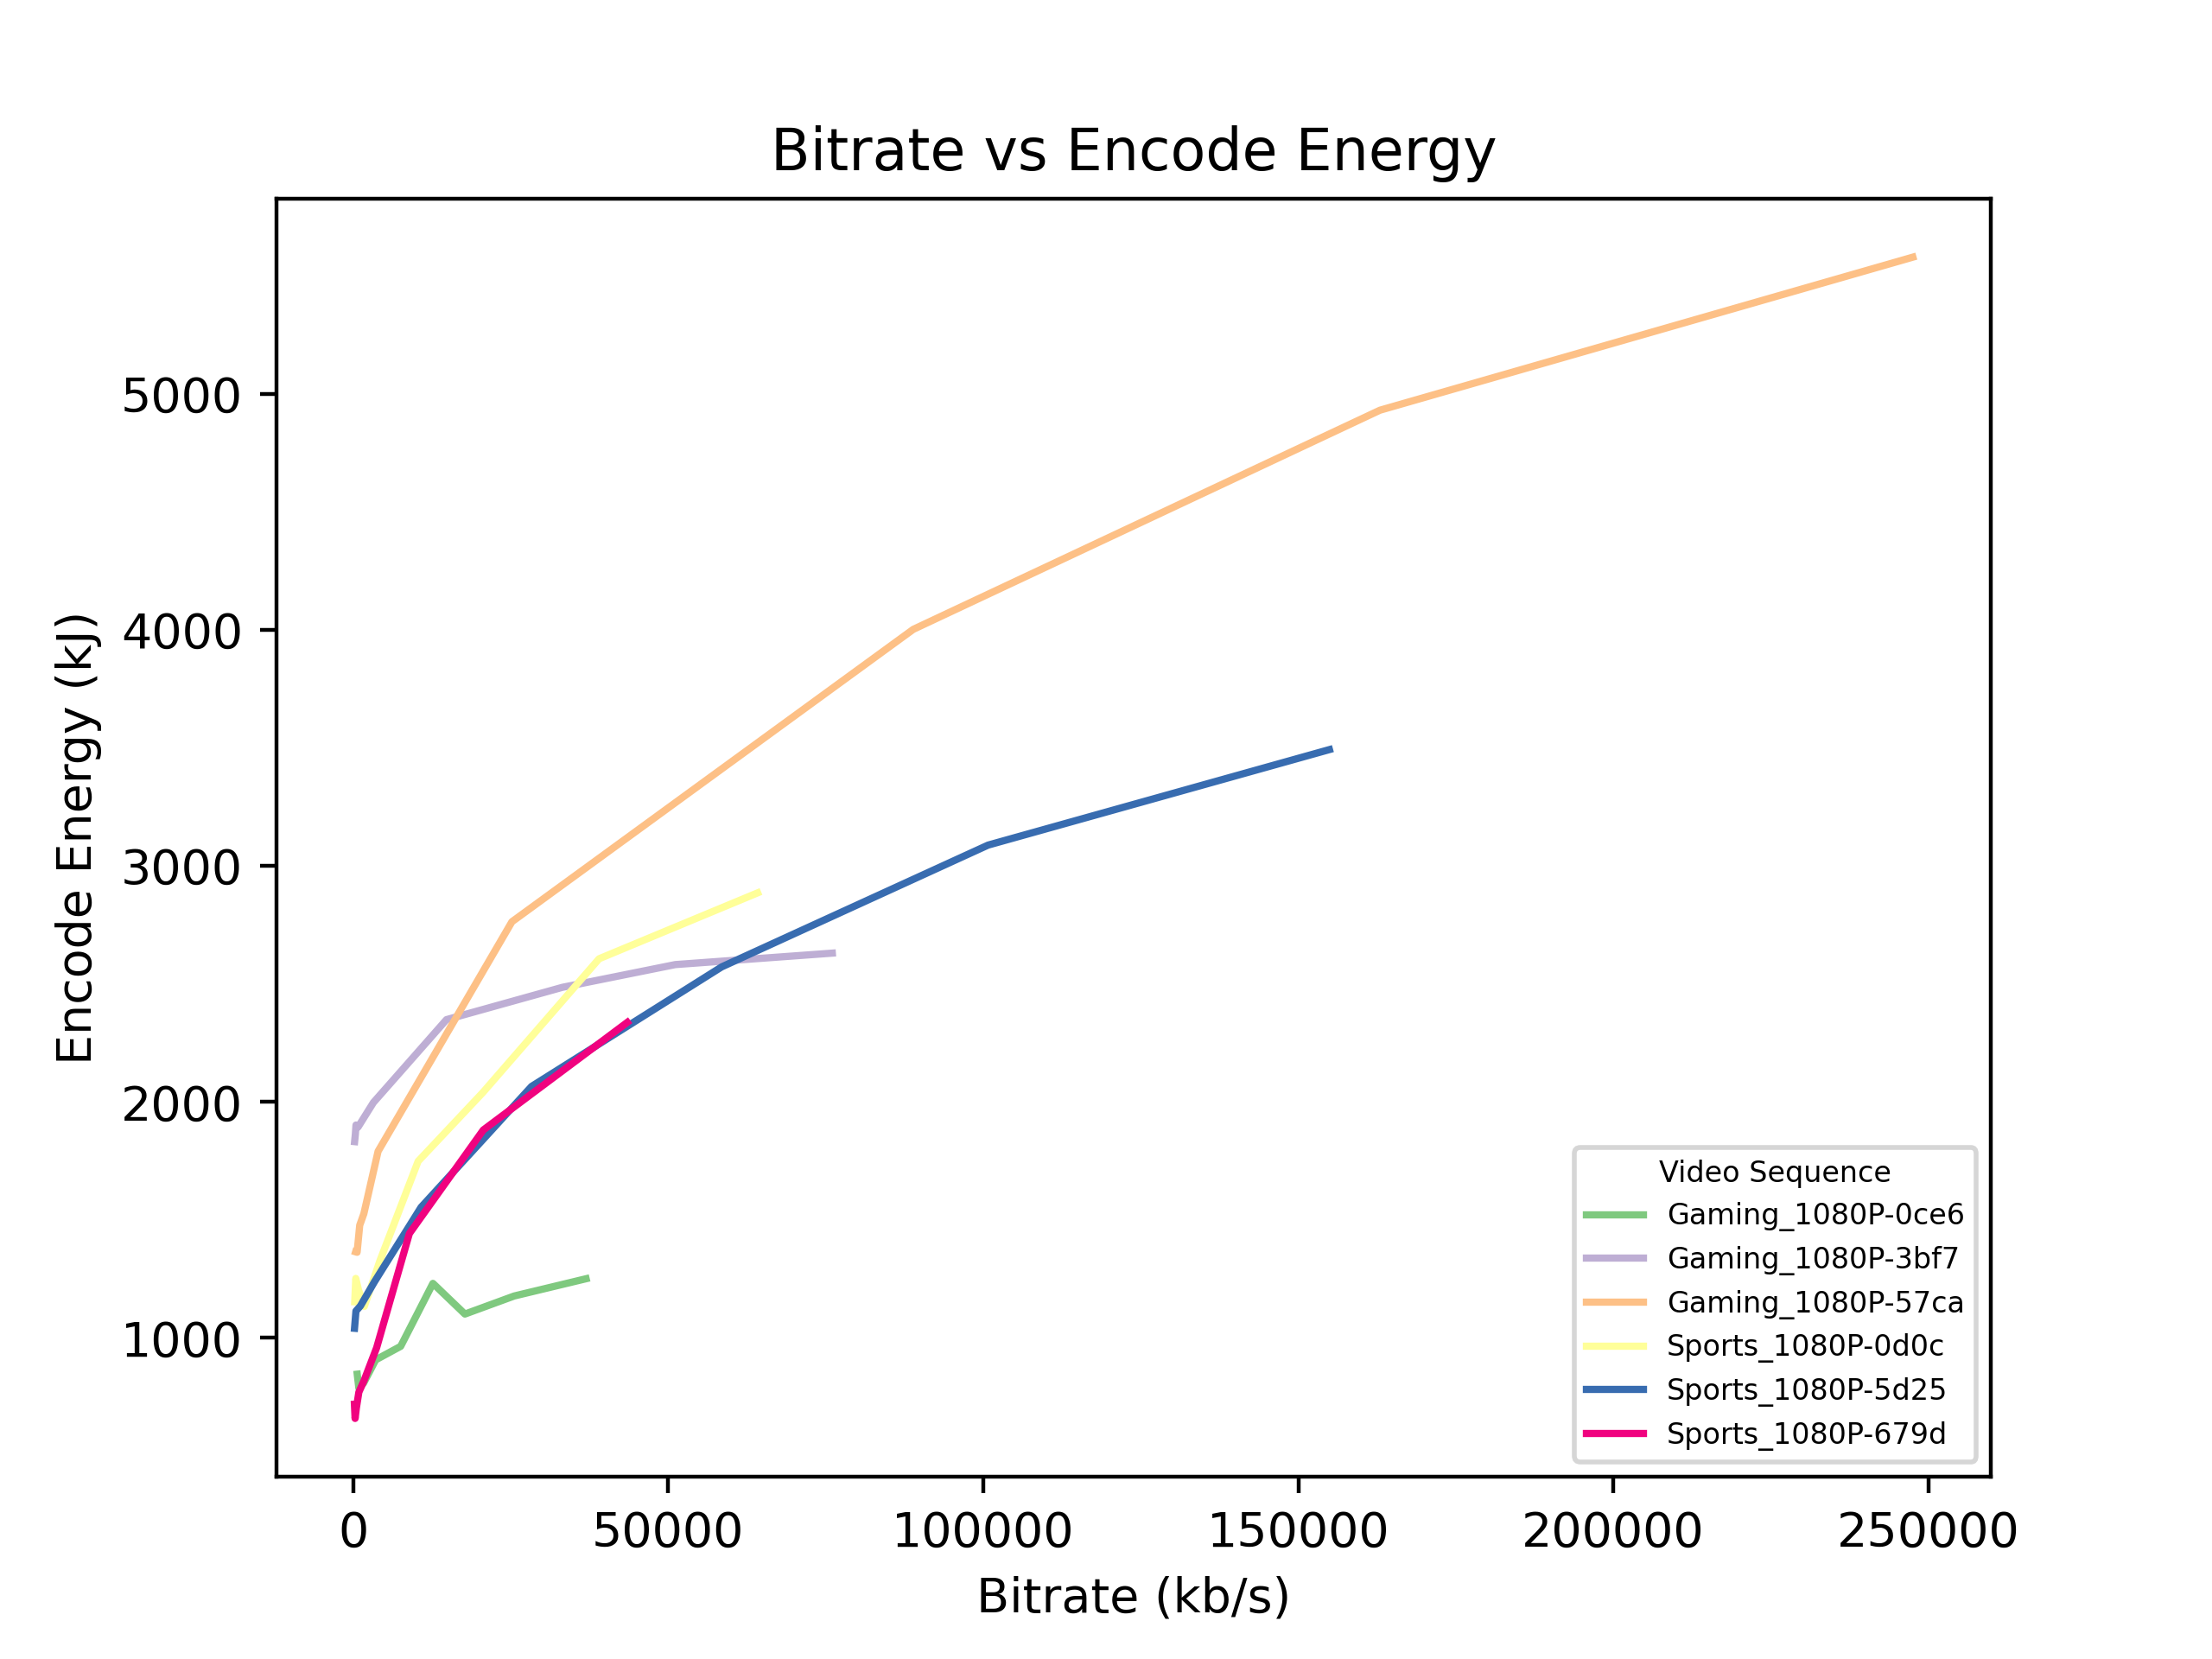 Bitrate vs Encode Energy
Encode Energy (kJ)
5000
4000
3000
2000
1000
0 50000 100000 150000 200000 250000
Bitrate (kb/s)
Video Sequence
Gaming_1080P-0ce6
Gaming_1080P-3bf7
Gaming_1080P-57ca
Sports_1080P-0d0c
Sports_1080P-5d25
Sports_1080P-679d